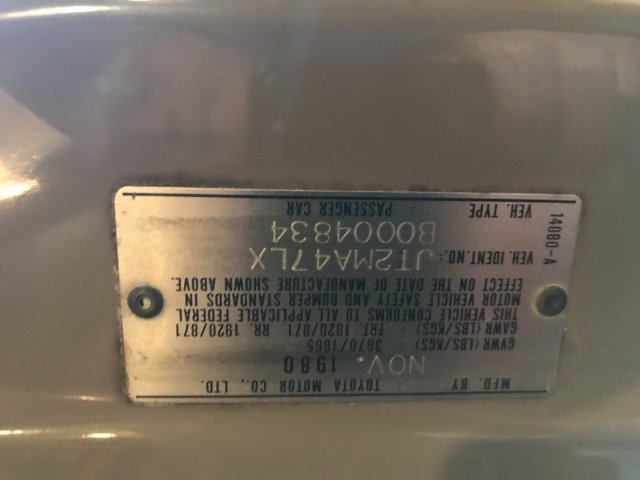 MFD. BY : TOYOTA MOTOR CO., LTD.
NOV. 1980
GVWR (LBS/KGS) : 3670/1665
GAWR (LBS/KGS) : FRT. 1920/871 RR. 1920/871
THIS VEHICLE CONFORMS TO ALL APPLICABLE FEDERAL
MOTOR VEHICLE SAFETY AND BUMPER STANDARDS IN
EFFECT ON THE DATE OF MANUFACTURE SHOWN ABOVE.
VEH. IDENT.NO.: JT2MA47LX
B0004834
VEH. TYPE : PASSENGER CAR
14080-A